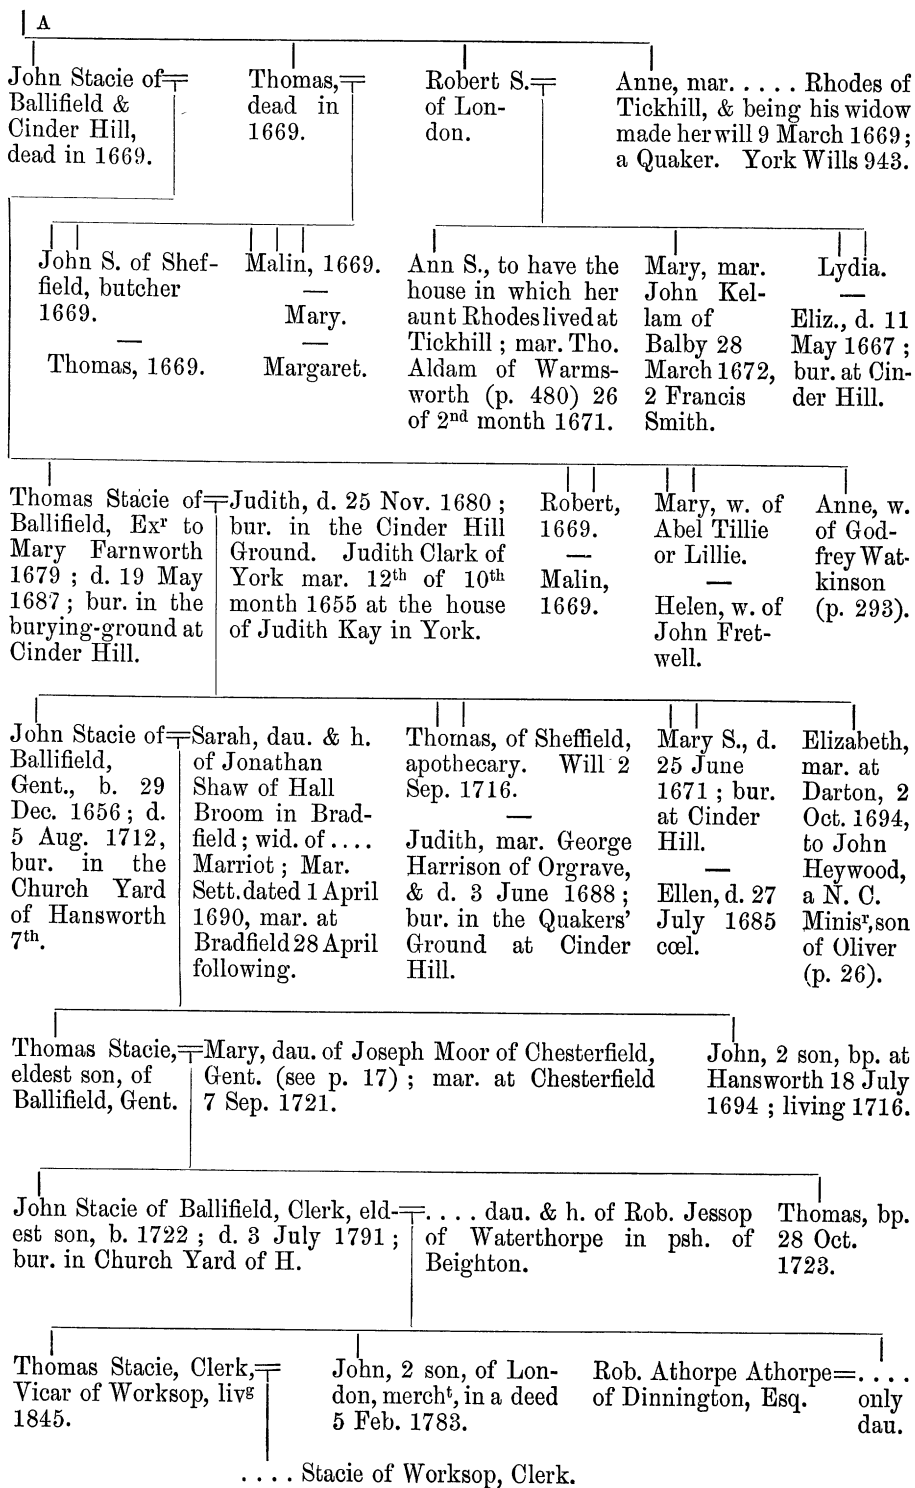 A
John Stacie of
Ballifield &
Cinder Hill,
dead in 1669.
Thomas,
dead in
1669.
Robert S.
of Lon-
don.
Anne, mar. . . . . . Rhodes of
Tickhill, & being his widow
made her will 9 March 1669 ;
a Quaker. York Wills 943.
John S. of Shef-
field, butcher
1669.
—
Thomas, 1669.
Malin, 1669.
—
Mary.
—
Margaret.
Ann S., to have the
house in which her
aunt Rhodes lived at
Tickhill ; mar. Tho.
Aldam of Warms-
worth (p. 480) 26
of 2nd month 1671.
Mary, mar.
John Kel-
lam of
Balby 28
March 1672,
2 Francis
Smith.
Lydia.
—
Eliz., d. 11
May 1667 ;
bur. at Cin-
der Hill.
Thomas Stacie of
Ballifield, Exr to
Mary Farnworth
1679 ; d. 19 May
1687 ; bur. in the
burying-ground at
Cinder Hill.
Judith, d. 25 Nov. 1680 ;
bur. in the Cinder Hill
Ground. Judith Clark of
York mar. 12th of 10th
month 1655 at the house
of Judith Kay in York.
Robert,
1669.
—
Malin,
1669.
Mary, w. of
Abel Tillie
or Lillie.
—
Helen, w. of
John Fret-
well.
Anne, w.
of God-
frey Wat-
kinson
(p. 293).
John Stacie of
Ballifield,
Gent., b. 29
Dec. 1656 ; d.
5 Aug. 1712,
bur. in the
Church Yard
of Hansworth
7th.
Sarah, dau. & h.
of Jonathan
Shaw of Hall
Broom in Brad-
field ; wid. of . . . .
Marriot ; Mar.
Sett. dated 1 April
1690, mar. at
Bradfield 28 April
following.
Thomas, of Sheffield,
apothecary. Will 2
Sep. 1716.
—
Judith, mar. George
Harrison of Orgrave,
& d. 3 June 1688 ;
bur. in the Quakers'
Ground at Cinder
Hill.
Mary S., d.
25 June
1671 ; bur.
at Cinder
Hill.
—
Ellen, d. 27
July 1685
cœl.
Elizabeth,
mar. at
Darton, 2
Oct. 1694,
to John
Heywood,
a N. C.
Minisr, son
of Oliver
(p. 26).
Thomas Stacie,
eldest son, of
Ballifield, Gent.
Mary, dau. of Joseph Moor of Chesterfield,
Gent. (see p. 17) ; mar. at Chesterfield
7 Sep. 1721.
John, 2 son, bp. at
Hansworth 18 July
1694 ; living 1716.
John Stacie of Ballifield, Clerk, eld-
est son, b. 1722 ; d. 3 July 1791 ;
bur. in Church Yard of H.
. . . . dau. & h. of Rob. Jessop
of Waterthorpe in psh. of
Beighton.
Thomas, bp.
28 Oct.
1723.
Thomas Stacie, Clerk,
Vicar of Worksop, livg
1845.
John, 2 son, of Lon-
don, mercht, in a deed
5 Feb. 1783.
Rob. Athorpe Athorpe
of Dinnington, Esq.
. . . .
only
dau.
. . . . Stacie of Worksop, Clerk.